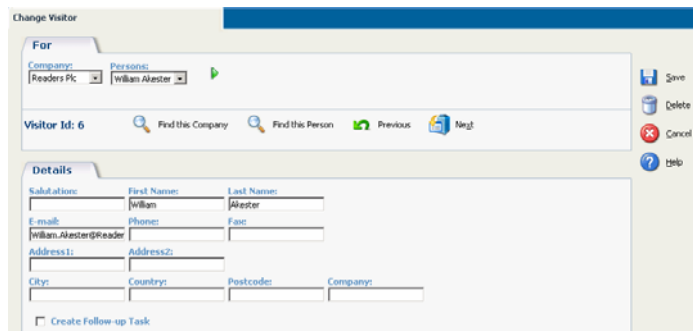 Change Visitor
For
Company: Persons:
Readers Plc William Akester
Visitor Id: 6 Find this Company Find this Person Previous Next
Save
Delete
Cancel
Help
Details
Salutation: First Name: Last Name:
William Akester
E-mail: Phone: Fax:
William.Akester@Reader
Address1: Address2:
City: Country: Postcode: Company:
Create Follow-up Task